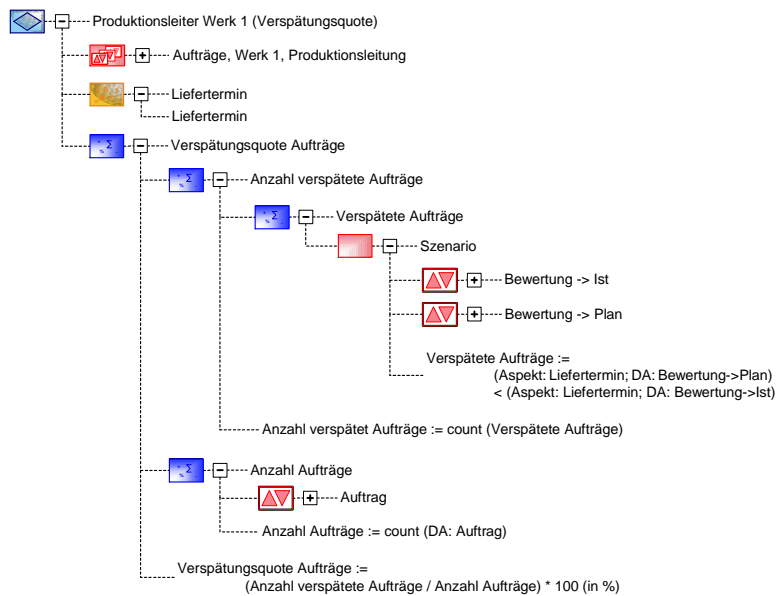 Produktionsleiter Werk 1 (Verspätungsquote)
Aufträge, Werk 1, Produktionsleitung
Liefertermin
Liefertermin
Verspätungsquote Aufträge
Anzahl verspätete Aufträge
Verspätete Aufträge
Szenario
Bewertung -> Ist
Bewertung -> Plan
Verspätete Aufträge :=
(Aspekt: Liefertermin; DA: Bewertung->Plan)
< (Aspekt: Liefertermin; DA: Bewertung->Ist)
Anzahl verspätet Aufträge := count (Verspätete Aufträge)
Anzahl Aufträge
Auftrag
Anzahl Aufträge := count (DA: Auftrag)
Verspätungsquote Aufträge :=
(Anzahl verspätete Aufträge / Anzahl Aufträge) * 100 (in %)